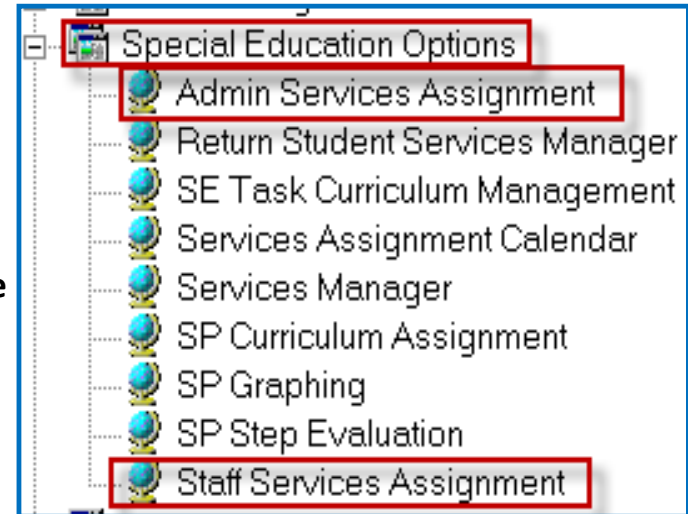 Special Education Options
Admin Services Assignment
Return Student Services Manager
SE Task Curriculum Management
Services Assignment Calendar
e
Services Manager
SP Curriculum Assignment
SP Graphing
SP Step Evaluation
Staff Services Assignment